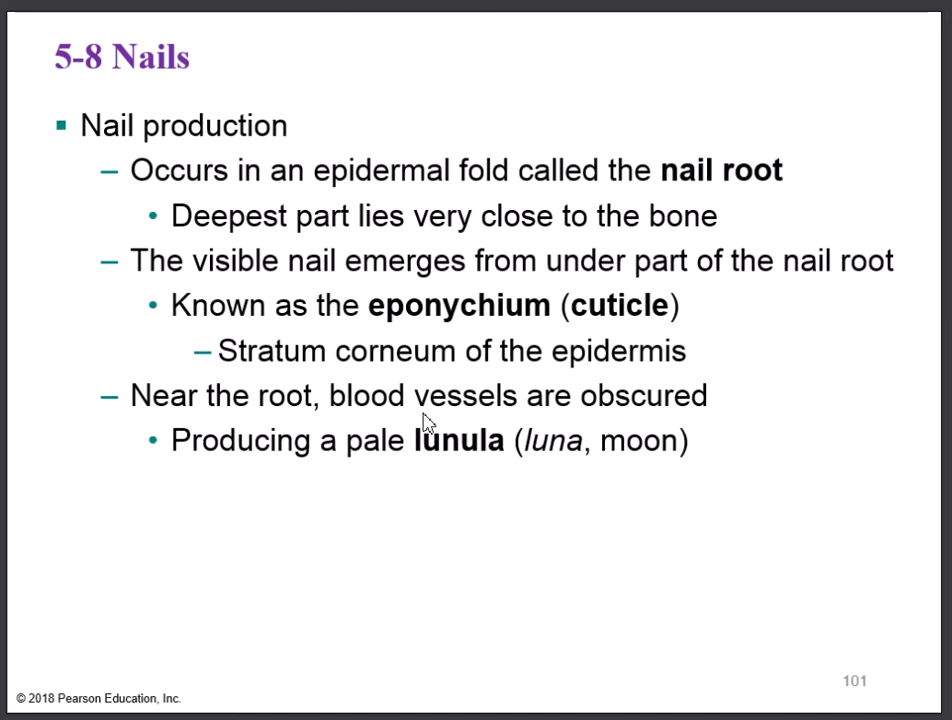 5-8 Nails
▪ Nail production
– Occurs in an epidermal fold called the nail root
• Deepest part lies very close to the bone
– The visible nail emerges from under part of the nail root
• Known as the eponychium (cuticle)
– Stratum corneum of the epidermis
– Near the root, blood vessels are obscured
• Producing a pale lunula (luna, moon)
101
© 2018 Pearson Education, Inc.